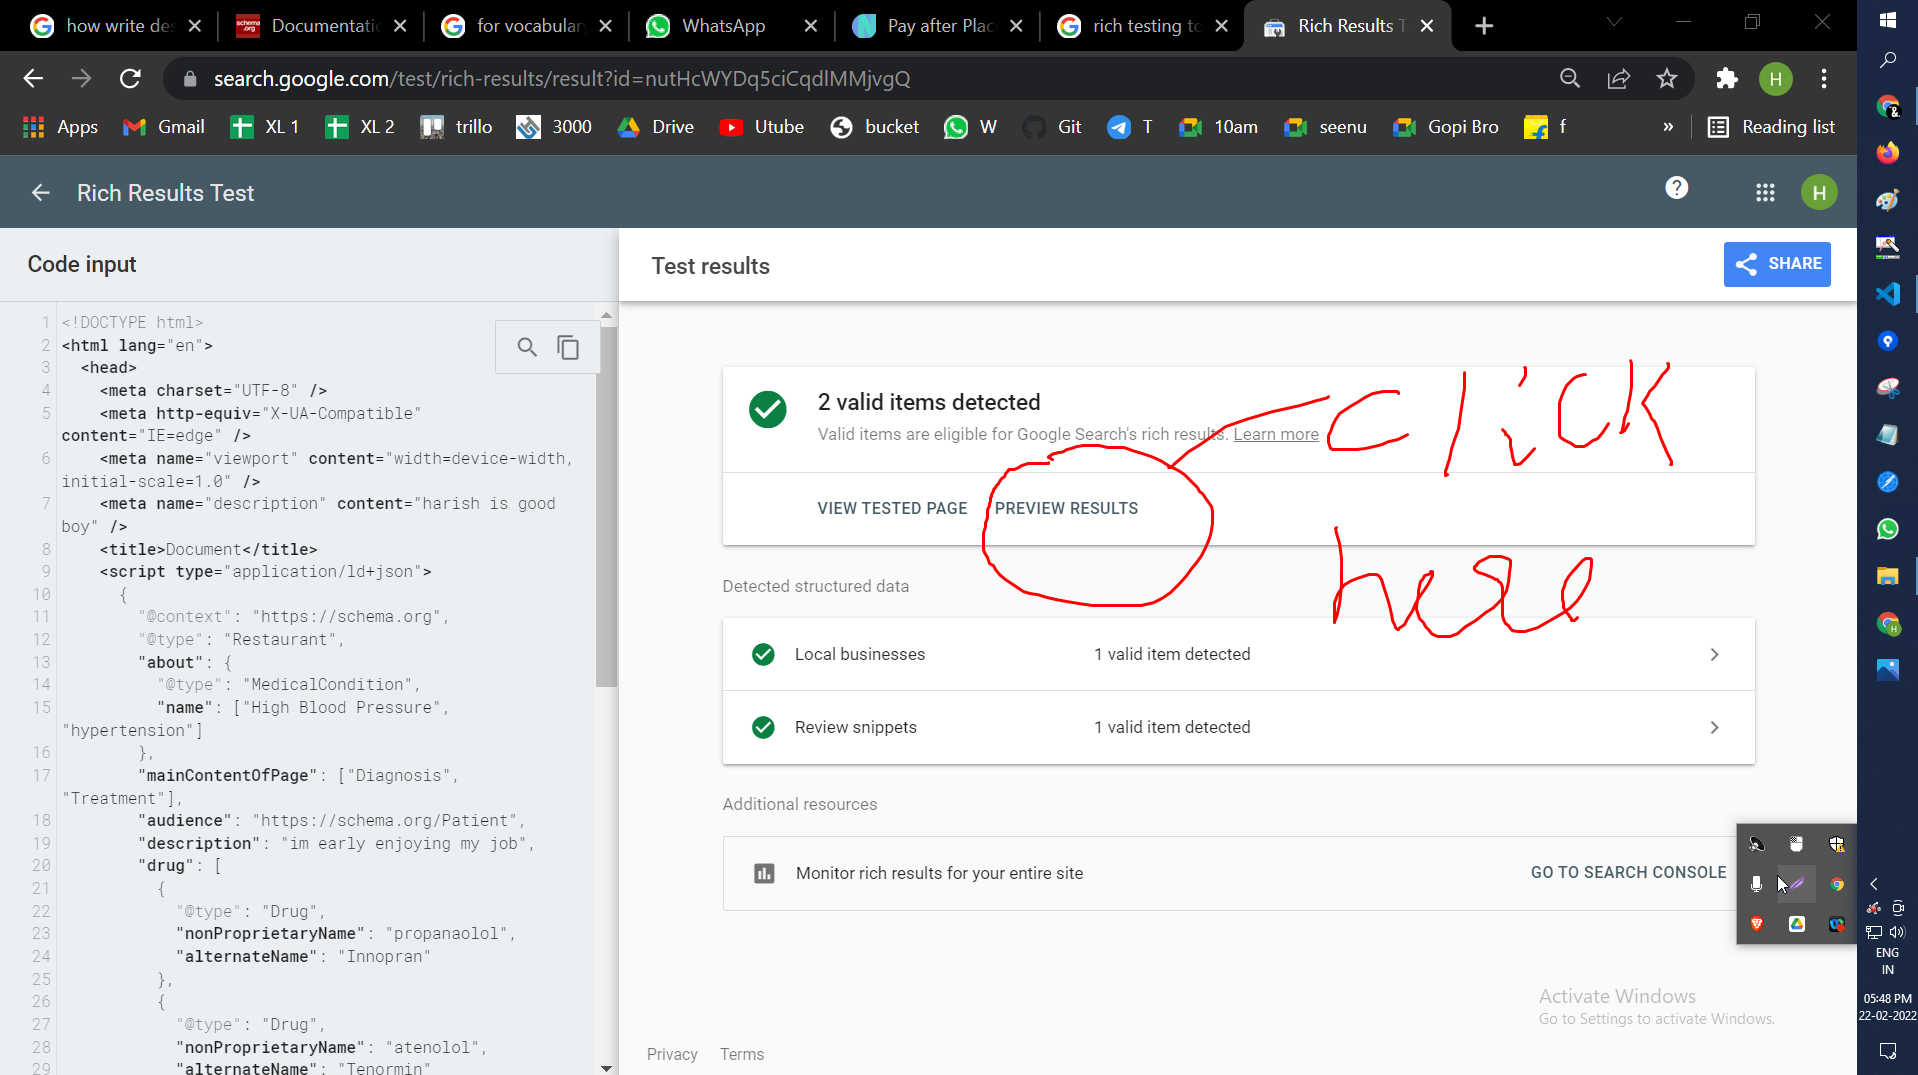 how write des
Documentatio
for vocabular
WhatsApp
Pay after Plac
rich testing to
Rich Results T
search.google.com/test/rich-results/result?id=nutHcWYDq5ciCqdlMMjvgQ
H
Apps
Gmail
XL 1
XL 2
trillo
3000
Drive
Utube
bucket
W
Git
T
10am
seenu
Gopi Bro
f
»
Reading list
Rich Results Test
H
Code input
Test results
SHARE
1 <!DOCTYPE html>
2 <html lang="en">
3 <head>
4 <meta charset="UTF-8" />
5 <meta http-equiv="X-UA-Compatible"
content="IE=edge" />
6 <meta name="viewport" content="width=device-width,
initial-scale=1.0" />
7 <meta name="description" content="harish is good
boy" />
8 <title>Document</title>
9 <script type="application/ld+json">
10 {
11 "@context": "https://schema.org",
12 "@type": "Restaurant",
13 "about": {
14 "@type": "MedicalCondition",
15 "name": ["High Blood Pressure",
"hypertension"]
16 },
17 "mainContentOfPage": ["Diagnosis",
"Treatment"],
18 "audience": "https://schema.org/Patient",
19 "description": "im early enjoying my job",
20 "drug": [
21 {
22 "@type": "Drug",
23 "nonProprietaryName": "propanaolol",
24 "alternateName": "Innopran"
25 },
26 {
27 "@type": "Drug",
28 "nonProprietaryName": "atenolol",
29 "alternateName": "Tenormin"
2 valid items detected
Valid items are eligible for Google Search's rich results. Learn more
click
VIEW TESTED PAGE
PREVIEW RESULTS
here
Detected structured data
Local businesses
1 valid item detected
Review snippets
1 valid item detected
Additional resources
Monitor rich results for your entire site
GO TO SEARCH CONSOLE
Activate Windows
Go to Settings to activate Windows.
Privacy
Terms
ENG
IN
05:48 PM
22-02-2022